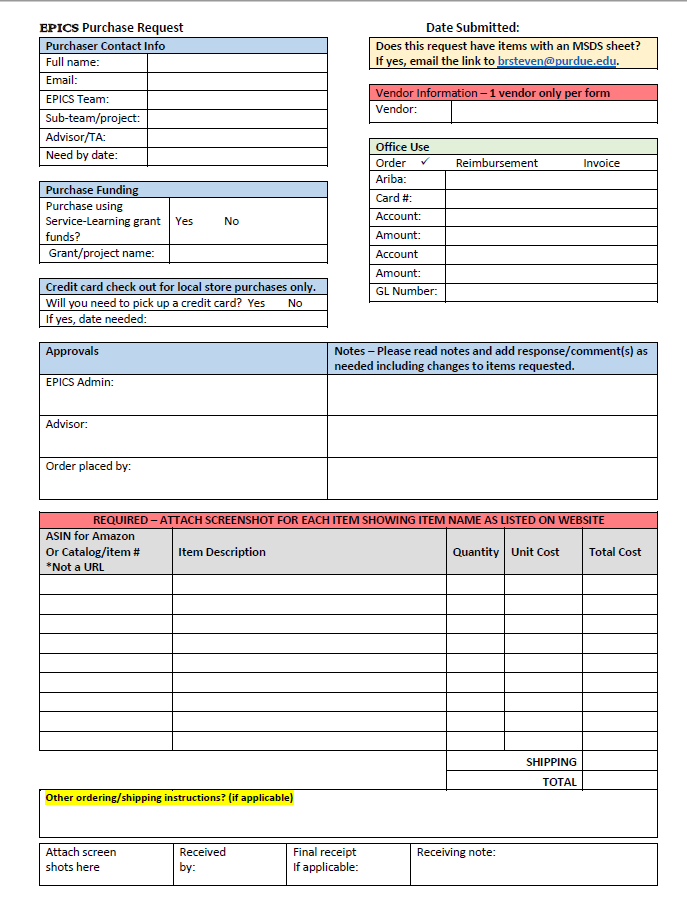 EPICS Purchase Request
Date Submitted:
Purchaser Contact Info
Full name:
Email:
EPICS Team:
Sub-team/project:
Advisor/TA:
Need by date:
Does this request have items with an MSDS sheet?
If yes, email the link to brsteven@purdue.edu.
Vendor Information – 1 vendor only per form
Vendor:
Office Use
Order ✓ Reimbursement Invoice
Ariba:
Card #:
Account:
Amount:
Account
Amount:
GL Number:
Purchase Funding
Purchase using
Service-Learning grant Yes No
funds?
Grant/project name:
Credit card check out for local store purchases only.
Will you need to pick up a credit card? Yes No
If yes, date needed:
Approvals
Notes – Please read notes and add response/comment(s) as
needed including changes to items requested.
EPICS Admin:
Advisor:
Order placed by:
REQUIRED – ATTACH SCREENSHOT FOR EACH ITEM SHOWING ITEM NAME AS LISTED ON WEBSITE
ASIN for Amazon
Or Catalog/item # Item Description Quantity Unit Cost Total Cost
*Not a URL
SHIPPING
TOTAL
Other ordering/shipping instructions? (if applicable)
Attach screen
shots here
Received
by:
Final receipt
If applicable:
Receiving note: